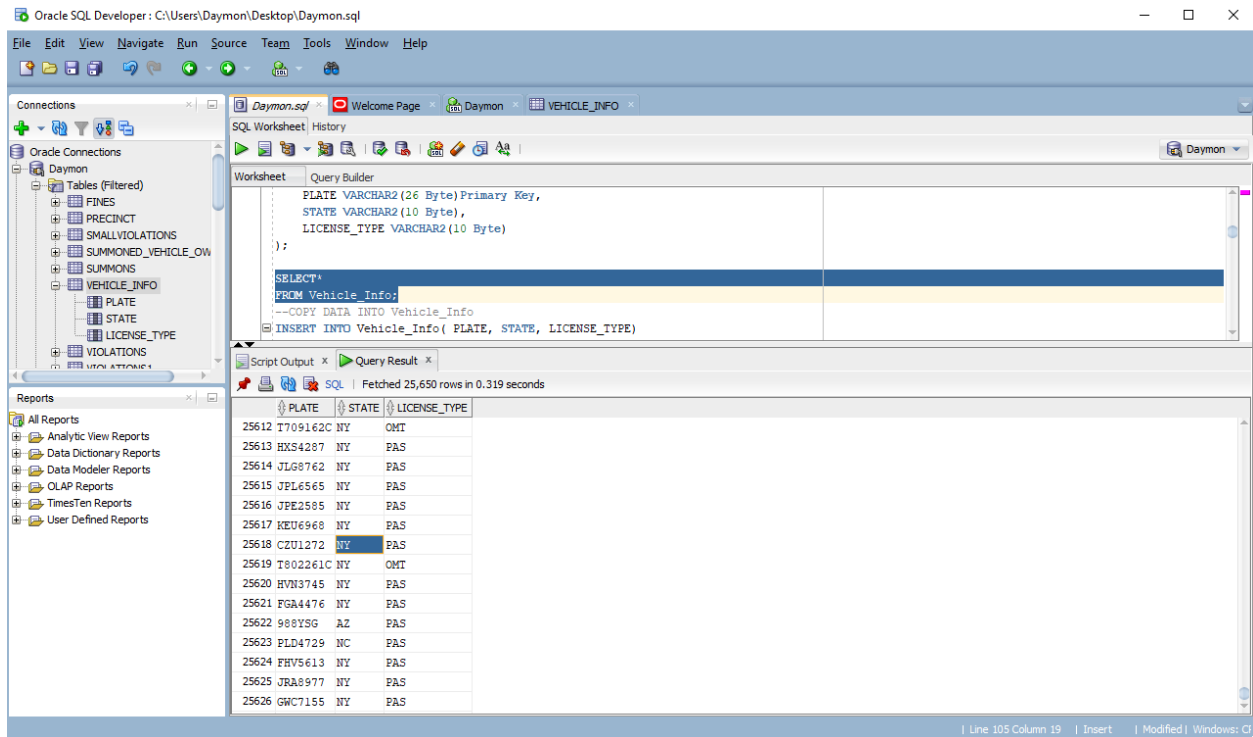 Oracle SQL Developer : C:\Users\Daymon\Desktop\Daymon.sql
File Edit View Navigate Run Source Team Tools Window Help
Connections
Oracle Connections
Daymon
Tables (Filtered)
FINES
PRECINCT
SMALLVIOLATIONS
SUMMONED_VEHICLE_OW
SUMMONS
VEHICLE_INFO
PLATE
STATE
LICENSE_TYPE
VIOLATIONS
VIOLATIONS1
Reports
All Reports
Analytic View Reports
Data Dictionary Reports
Data Modeler Reports
OLAP Reports
TimesTen Reports
User Defined Reports
Daymon.sql Welcome Page Daymon VEHICLE_INFO
SQL Worksheet History
Daymon
Worksheet Query Builder
PLATE VARCHAR2(26 Byte)Primary Key,
STATE VARCHAR2(10 Byte),
LICENSE_TYPE VARCHAR2(10 Byte)
);
SELECT*
FROM Vehicle_Info;
--COPY DATA INTO Vehicle_Info
INSERT INTO Vehicle_Info( PLATE, STATE, LICENSE_TYPE)
Script Output x Query Result x
SQL | Fetched 25,650 rows in 0.319 seconds
PLATE STATE LICENSE_TYPE
25612 T709162C NY OMT
25613 HXS4287 NY PAS
25614 JLG8762 NY PAS
25615 JPL6565 NY PAS
25616 JPE2585 NY PAS
25617 KEU6968 NY PAS
25618 CZU1272 NY PAS
25619 T802261C NY OMT
25620 HVN3745 NY PAS
25621 FGA4476 NY PAS
25622 988YSG AZ PAS
25623 PLD4729 NC PAS
25624 FHV5613 NY PAS
25625 JRA8977 NY PAS
25626 GWC7155 NY PAS
| Line 105 Column 19 | Insert | Modified | Windows: Cl